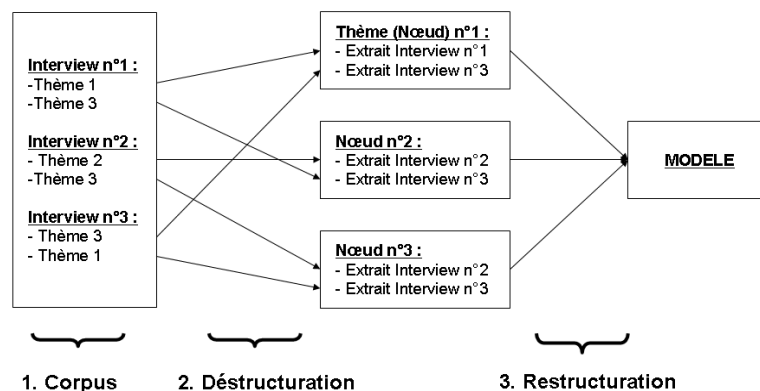 Interview n°1 :
-Thème 1
-Thème 3
Interview n°2 :
- Thème 2
-Thème 3
Interview n°3 :
- Thème 3
- Thème 1
Thème (Nœud) n°1 :
- Extrait Interview n°1
- Extrait Interview n°3
Nœud n°2 :
- Extrait Interview n°2
- Extrait Interview n°3
Nœud n°3 :
- Extrait Interview n°2
- Extrait Interview n°3
MODELE
1. Corpus
2. Déstructuration
3. Restructuration